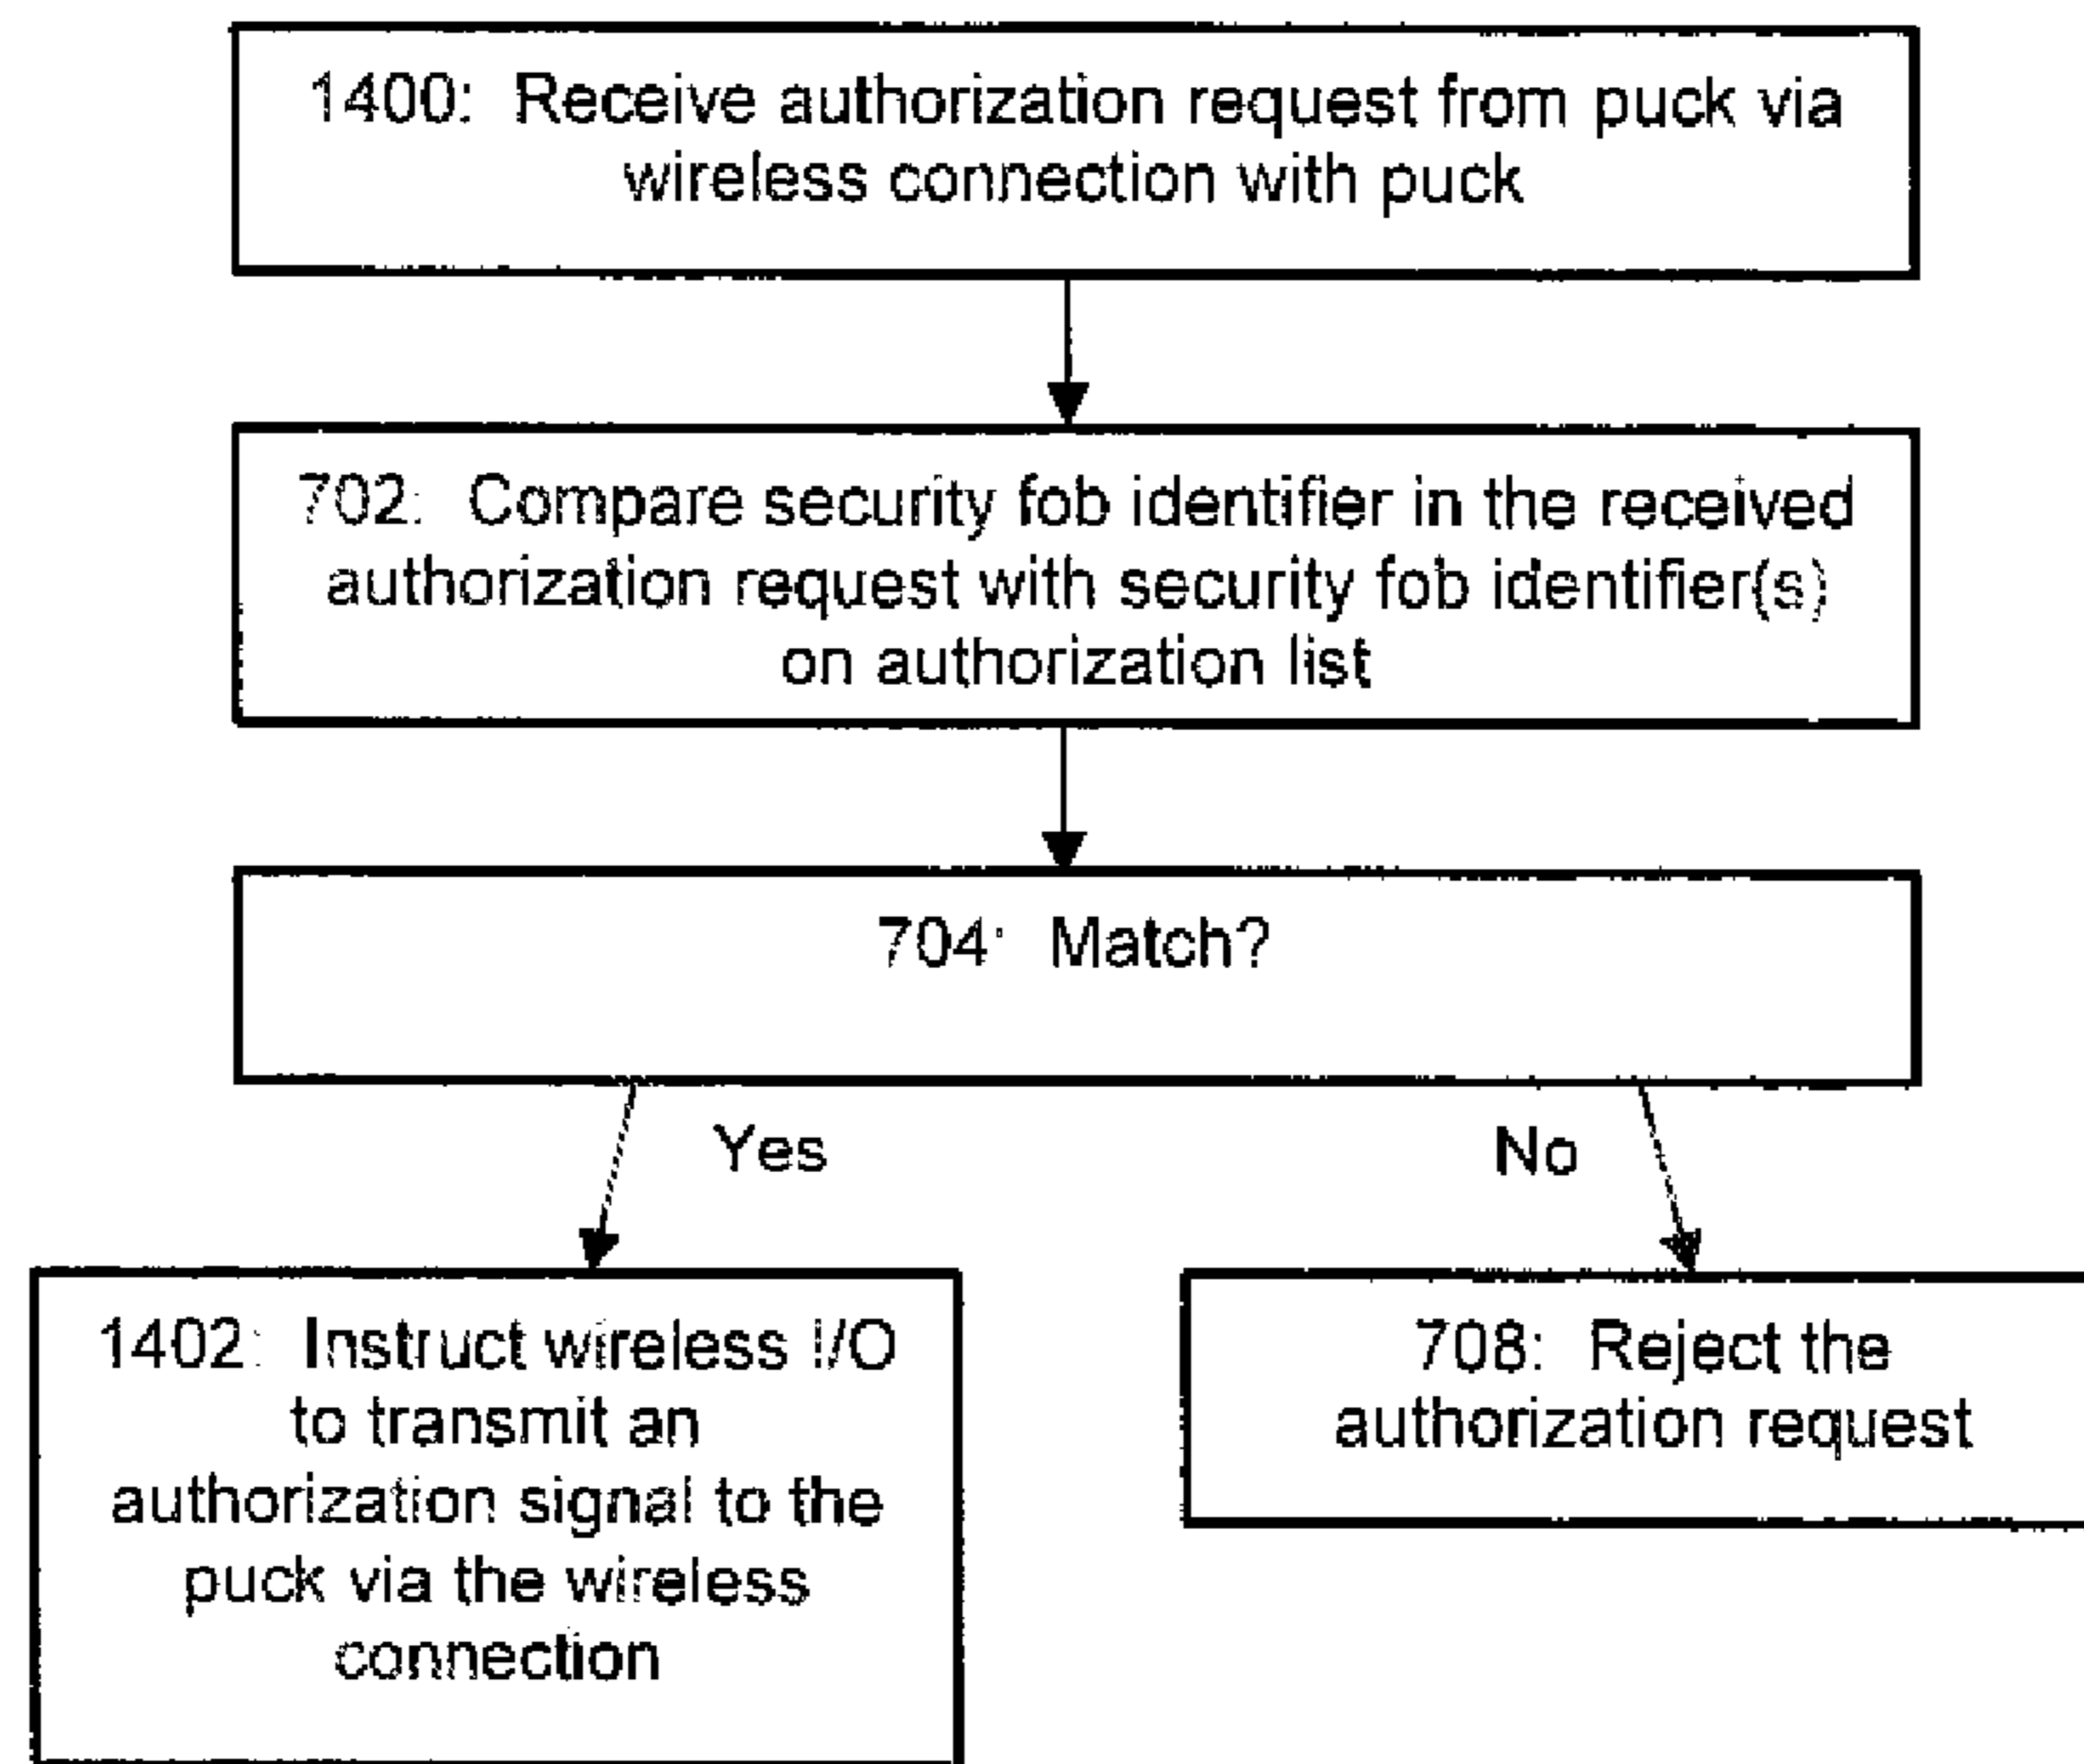 1400: Receive authorization request from puck via
wireless connection with puck
702: Compare security fob identifier in the received
authorization request with security fob identifier(s)
on authorization list
704: Match?
Yes
No
1402: Instruct wireless I/O
to transmit an
authorization signal to the
puck via the wireless
connection
708: Reject the
authorization request